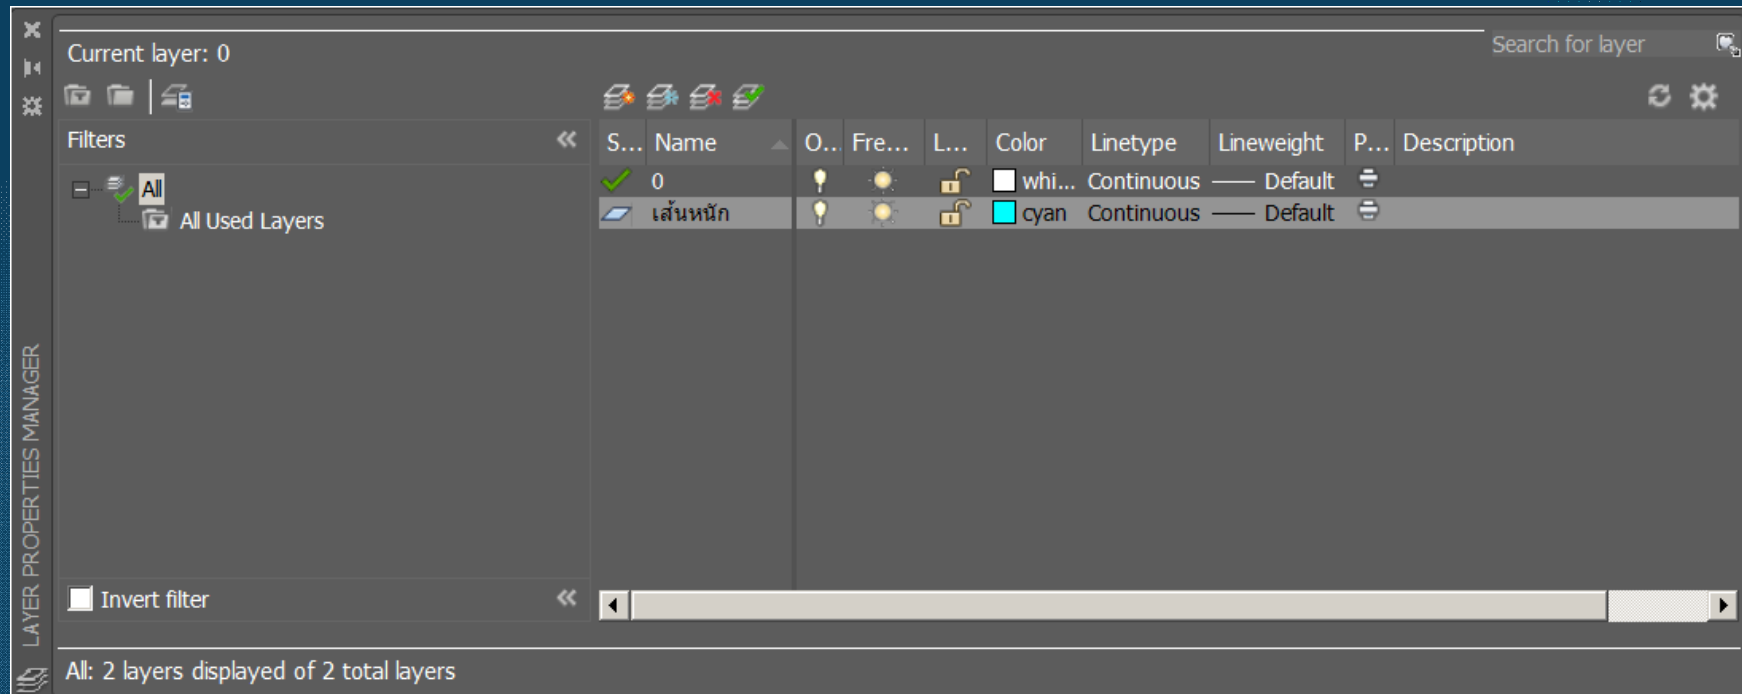 Current layer: 0
Search for layer
Filters
S... Name O... Fre... L... Color Linetype Lineweight P... Description
All
0 whi... Continuous Default
เส้นหนัก cyan Continuous Default
All Used Layers
LAYER PROPERTIES MANAGER
Invert filter
All: 2 layers displayed of 2 total layers